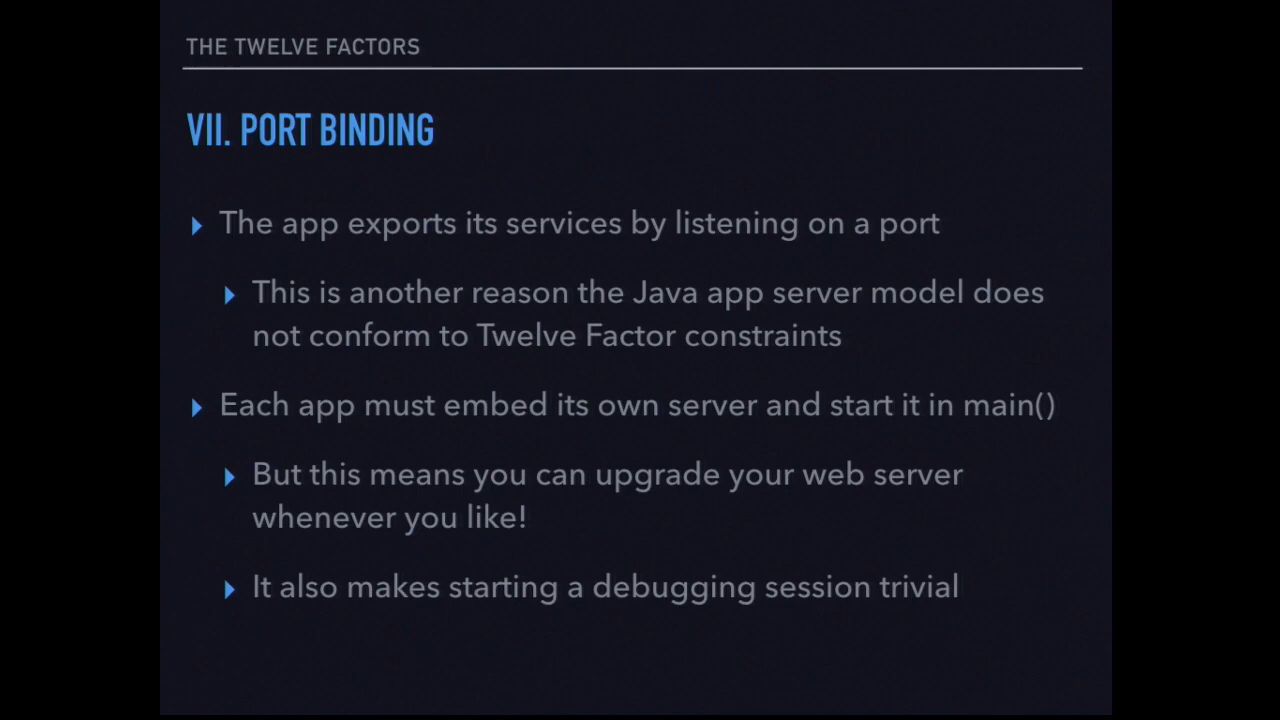 THE TWELVE FACTORS
VII. PORT BINDING
The app exports its services by listening on a port
This is another reason the Java app server model does
not conform to Twelve Factor constraints
Each app must embed its own server and start it in main()
But this means you can upgrade your web server
whenever you like!
It also makes starting a debugging session trivial